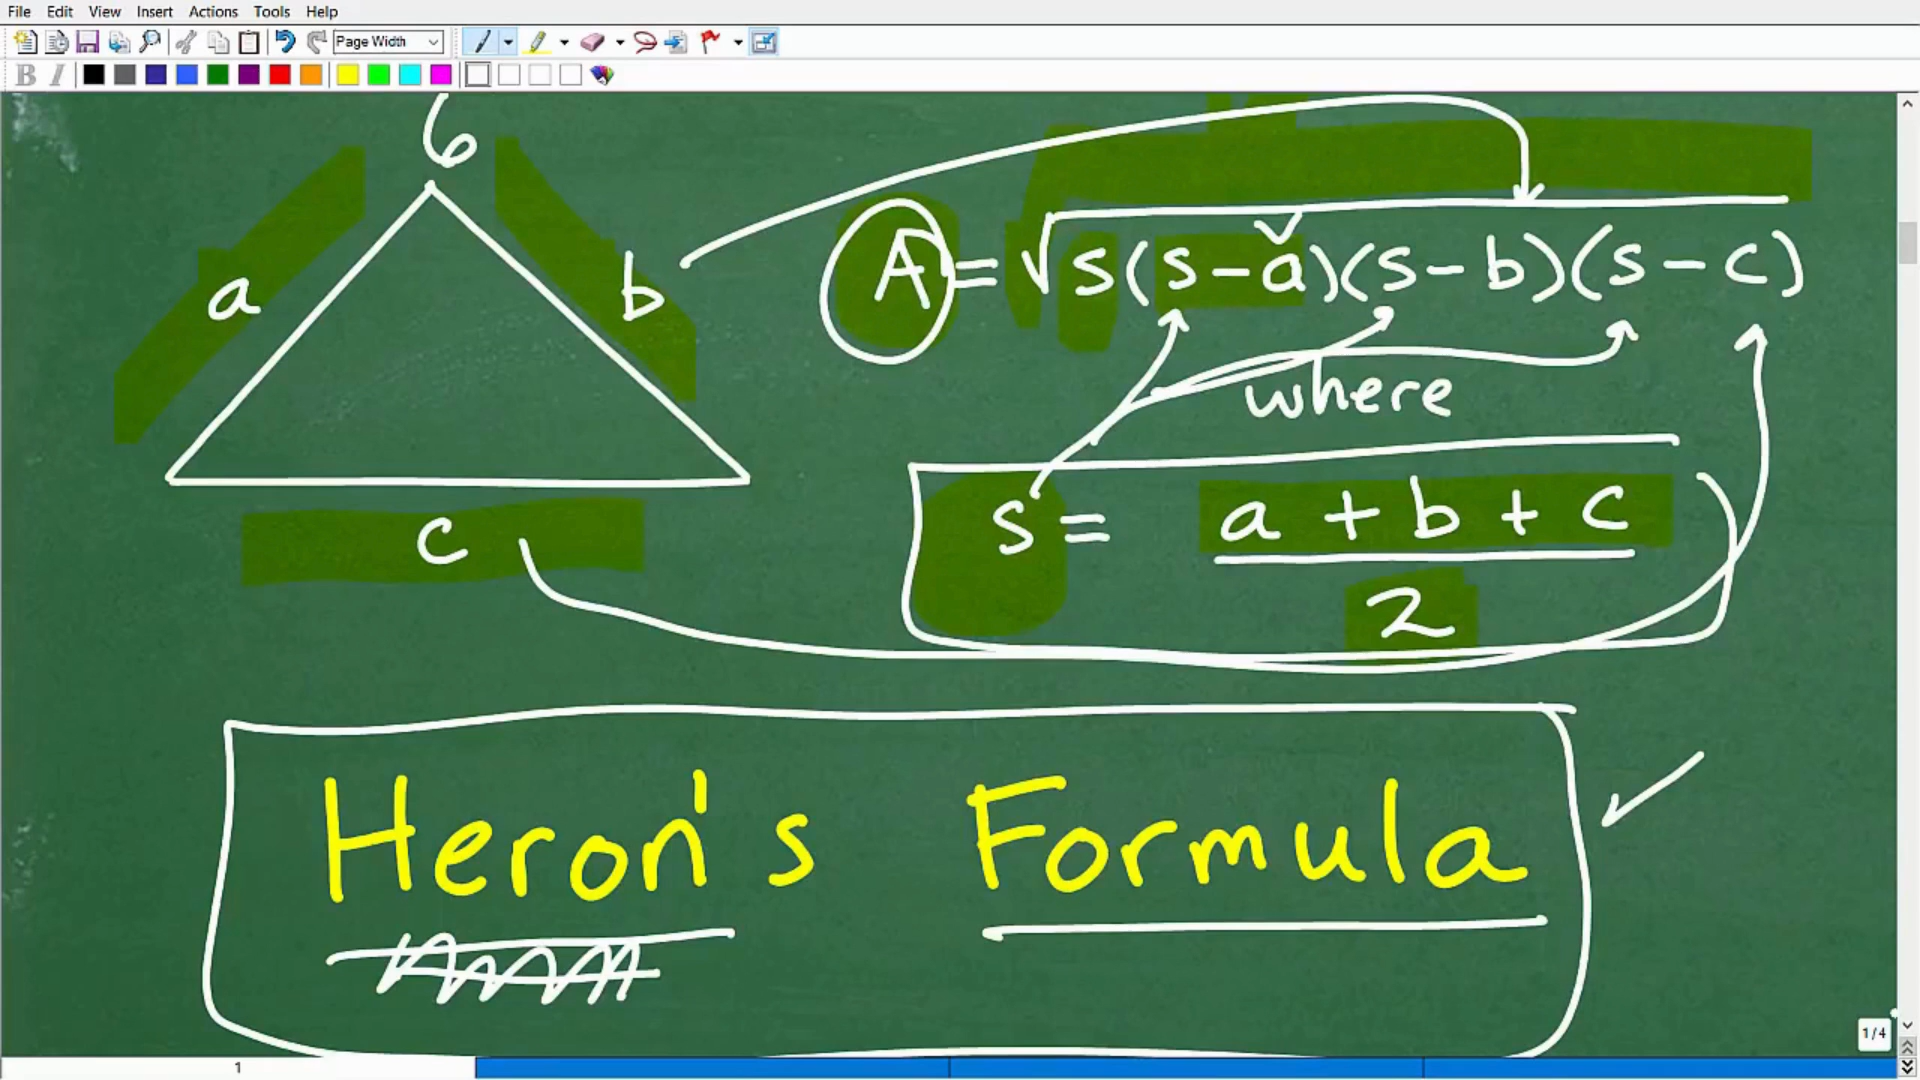 File Edit View Insert Actions Tools Help
Page Width
B I
6
a
b
c
A = √s(s-a)(s-b)(s-c)
where
s = a + b + c
2
Heron's Formula
1/4
1